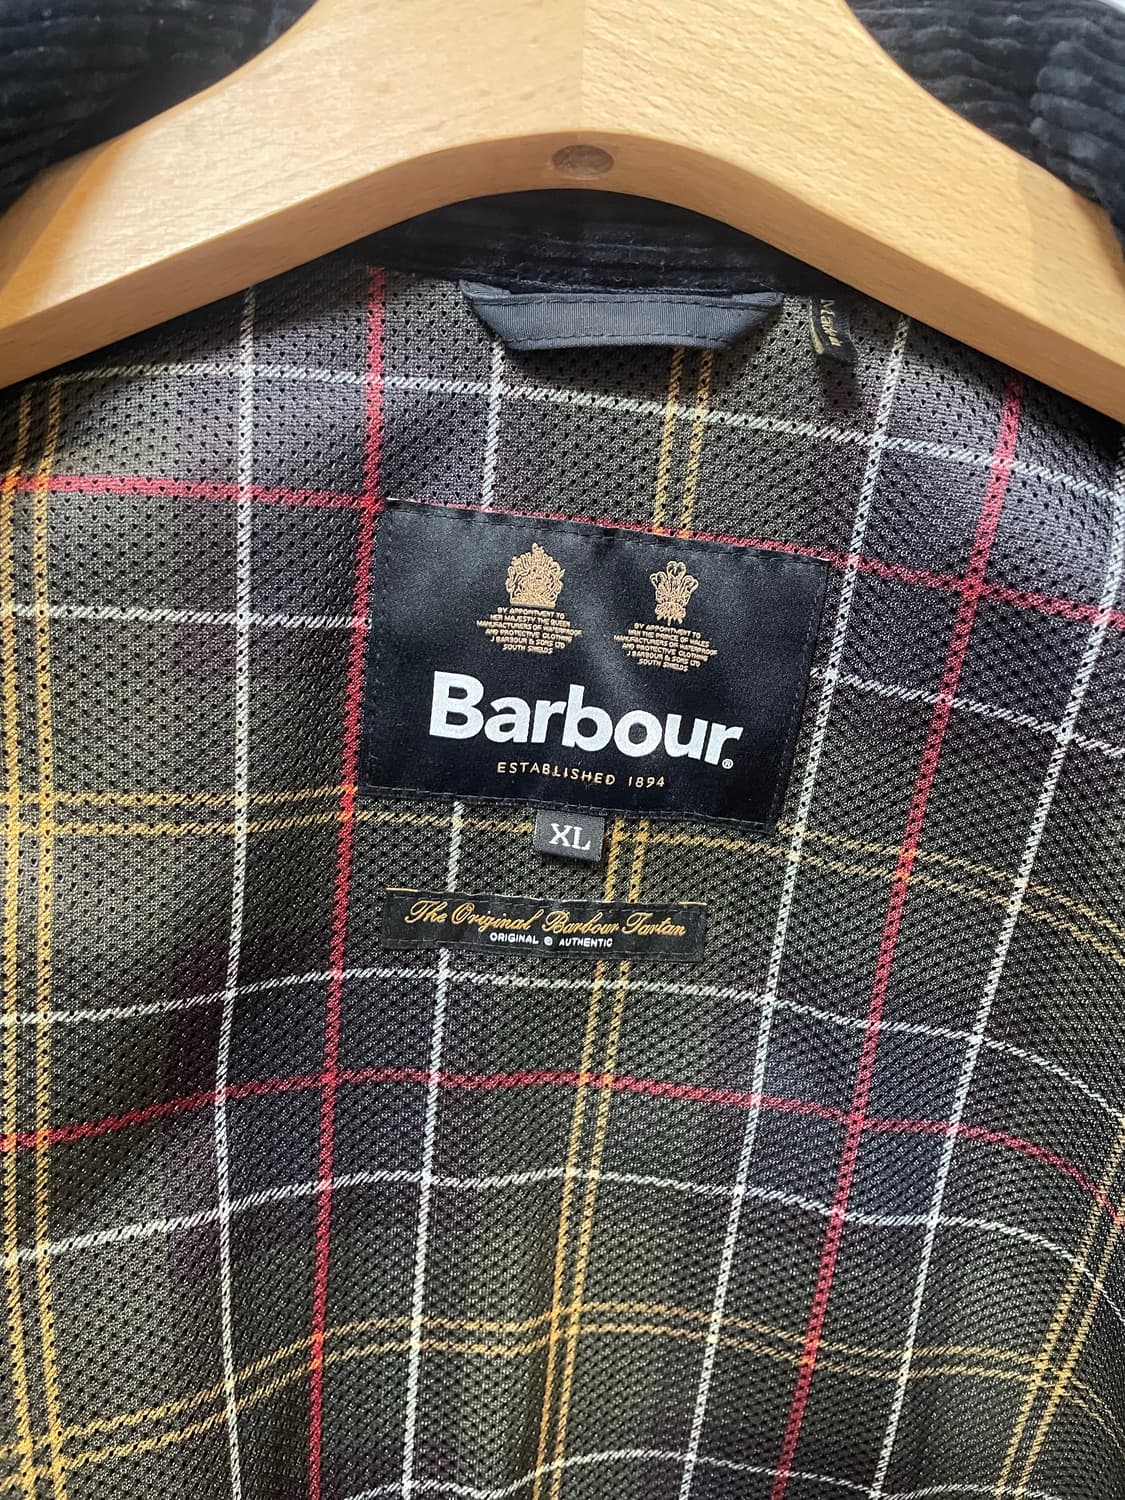 BY APPOINTMENT TO
HER MAJESTY THE QUEEN
MANUFACTURERS OF WATERPROOF
AND PROTECTIVE CLOTHING
J BARBOUR & SONS LTD
SOUTH SHIELDS
BY APPOINTMENT TO
HRH THE PRINCE OF WALES
MANUFACTURERS OF WATERPROOF
AND PROTECTIVE CLOTHING
J BARBOUR & SONS LTD
SOUTH SHIELDS
Barbour®
ESTABLISHED 1894
XL
The Original Barbour Tartan
ORIGINAL © AUTHENTIC